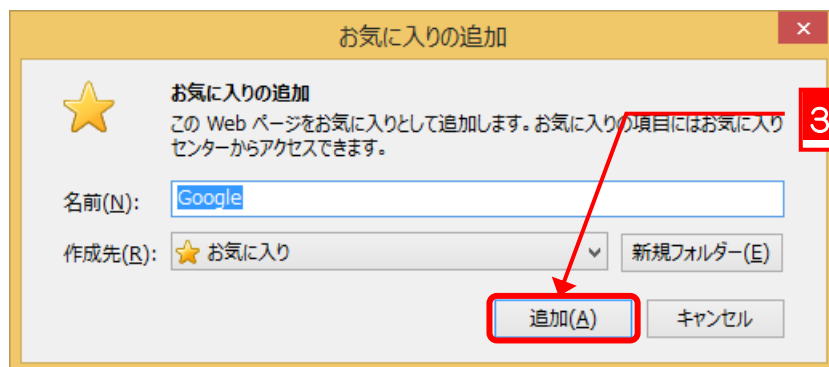 お気に入りの追加
×
お気に入りの追加
この Web ページをお気に入りとして追加します。お気に入りの項目にはお気に入り
センターからアクセスできます。
3
名前(N):
Google
作成先(R):
お気に入り
新規フォルダー(E)
追加(A)
キャンセル